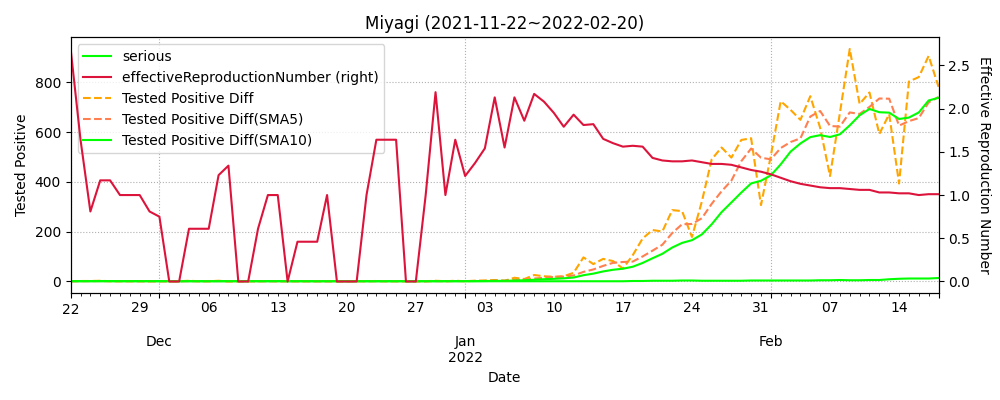 Miyagi (2021-11-22~2022-02-20)
serious
effectiveReproductionNumber (right)
Tested Positive Diff
Tested Positive Diff(SMA5)
Tested Positive Diff(SMA10)
Tested Positive
800
600
400
200
0
Effective Reproduction Number
2.5
2.0
1.5
1.0
0.5
0.0
22 29 06 13 20 27 03 10 17 24 31 07 14
Dec Jan Feb
2022
Date